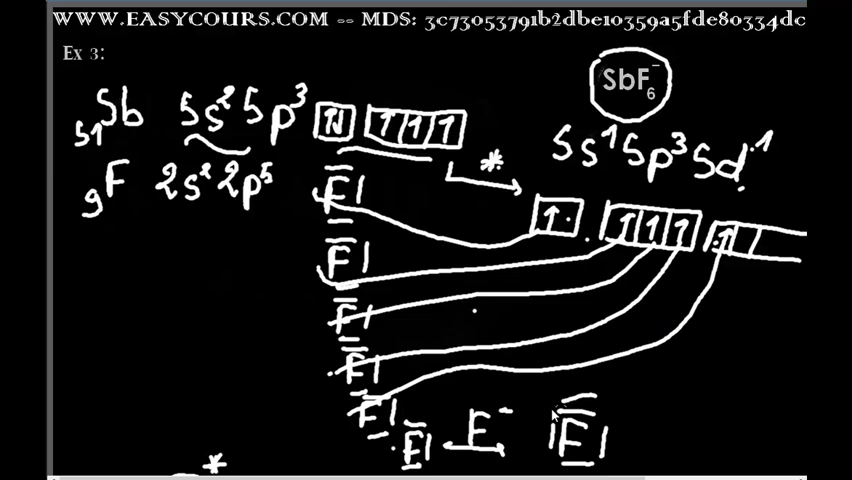 WWW.EASYCOURS.COM -- MDS: 3c73053791b2dbe10359a5fde80334dc
Ex 3:
SbF₆⁻
₅₁Sb 5s² 5p³ ↑↓ ↑ ↑ ↑
5s¹ 5p³ 5d¹
* 
₉F 2s² 2p⁵ F
↑ ↑ ↑ ↑ ↑
F
F
F
F
F F⁻ F
*